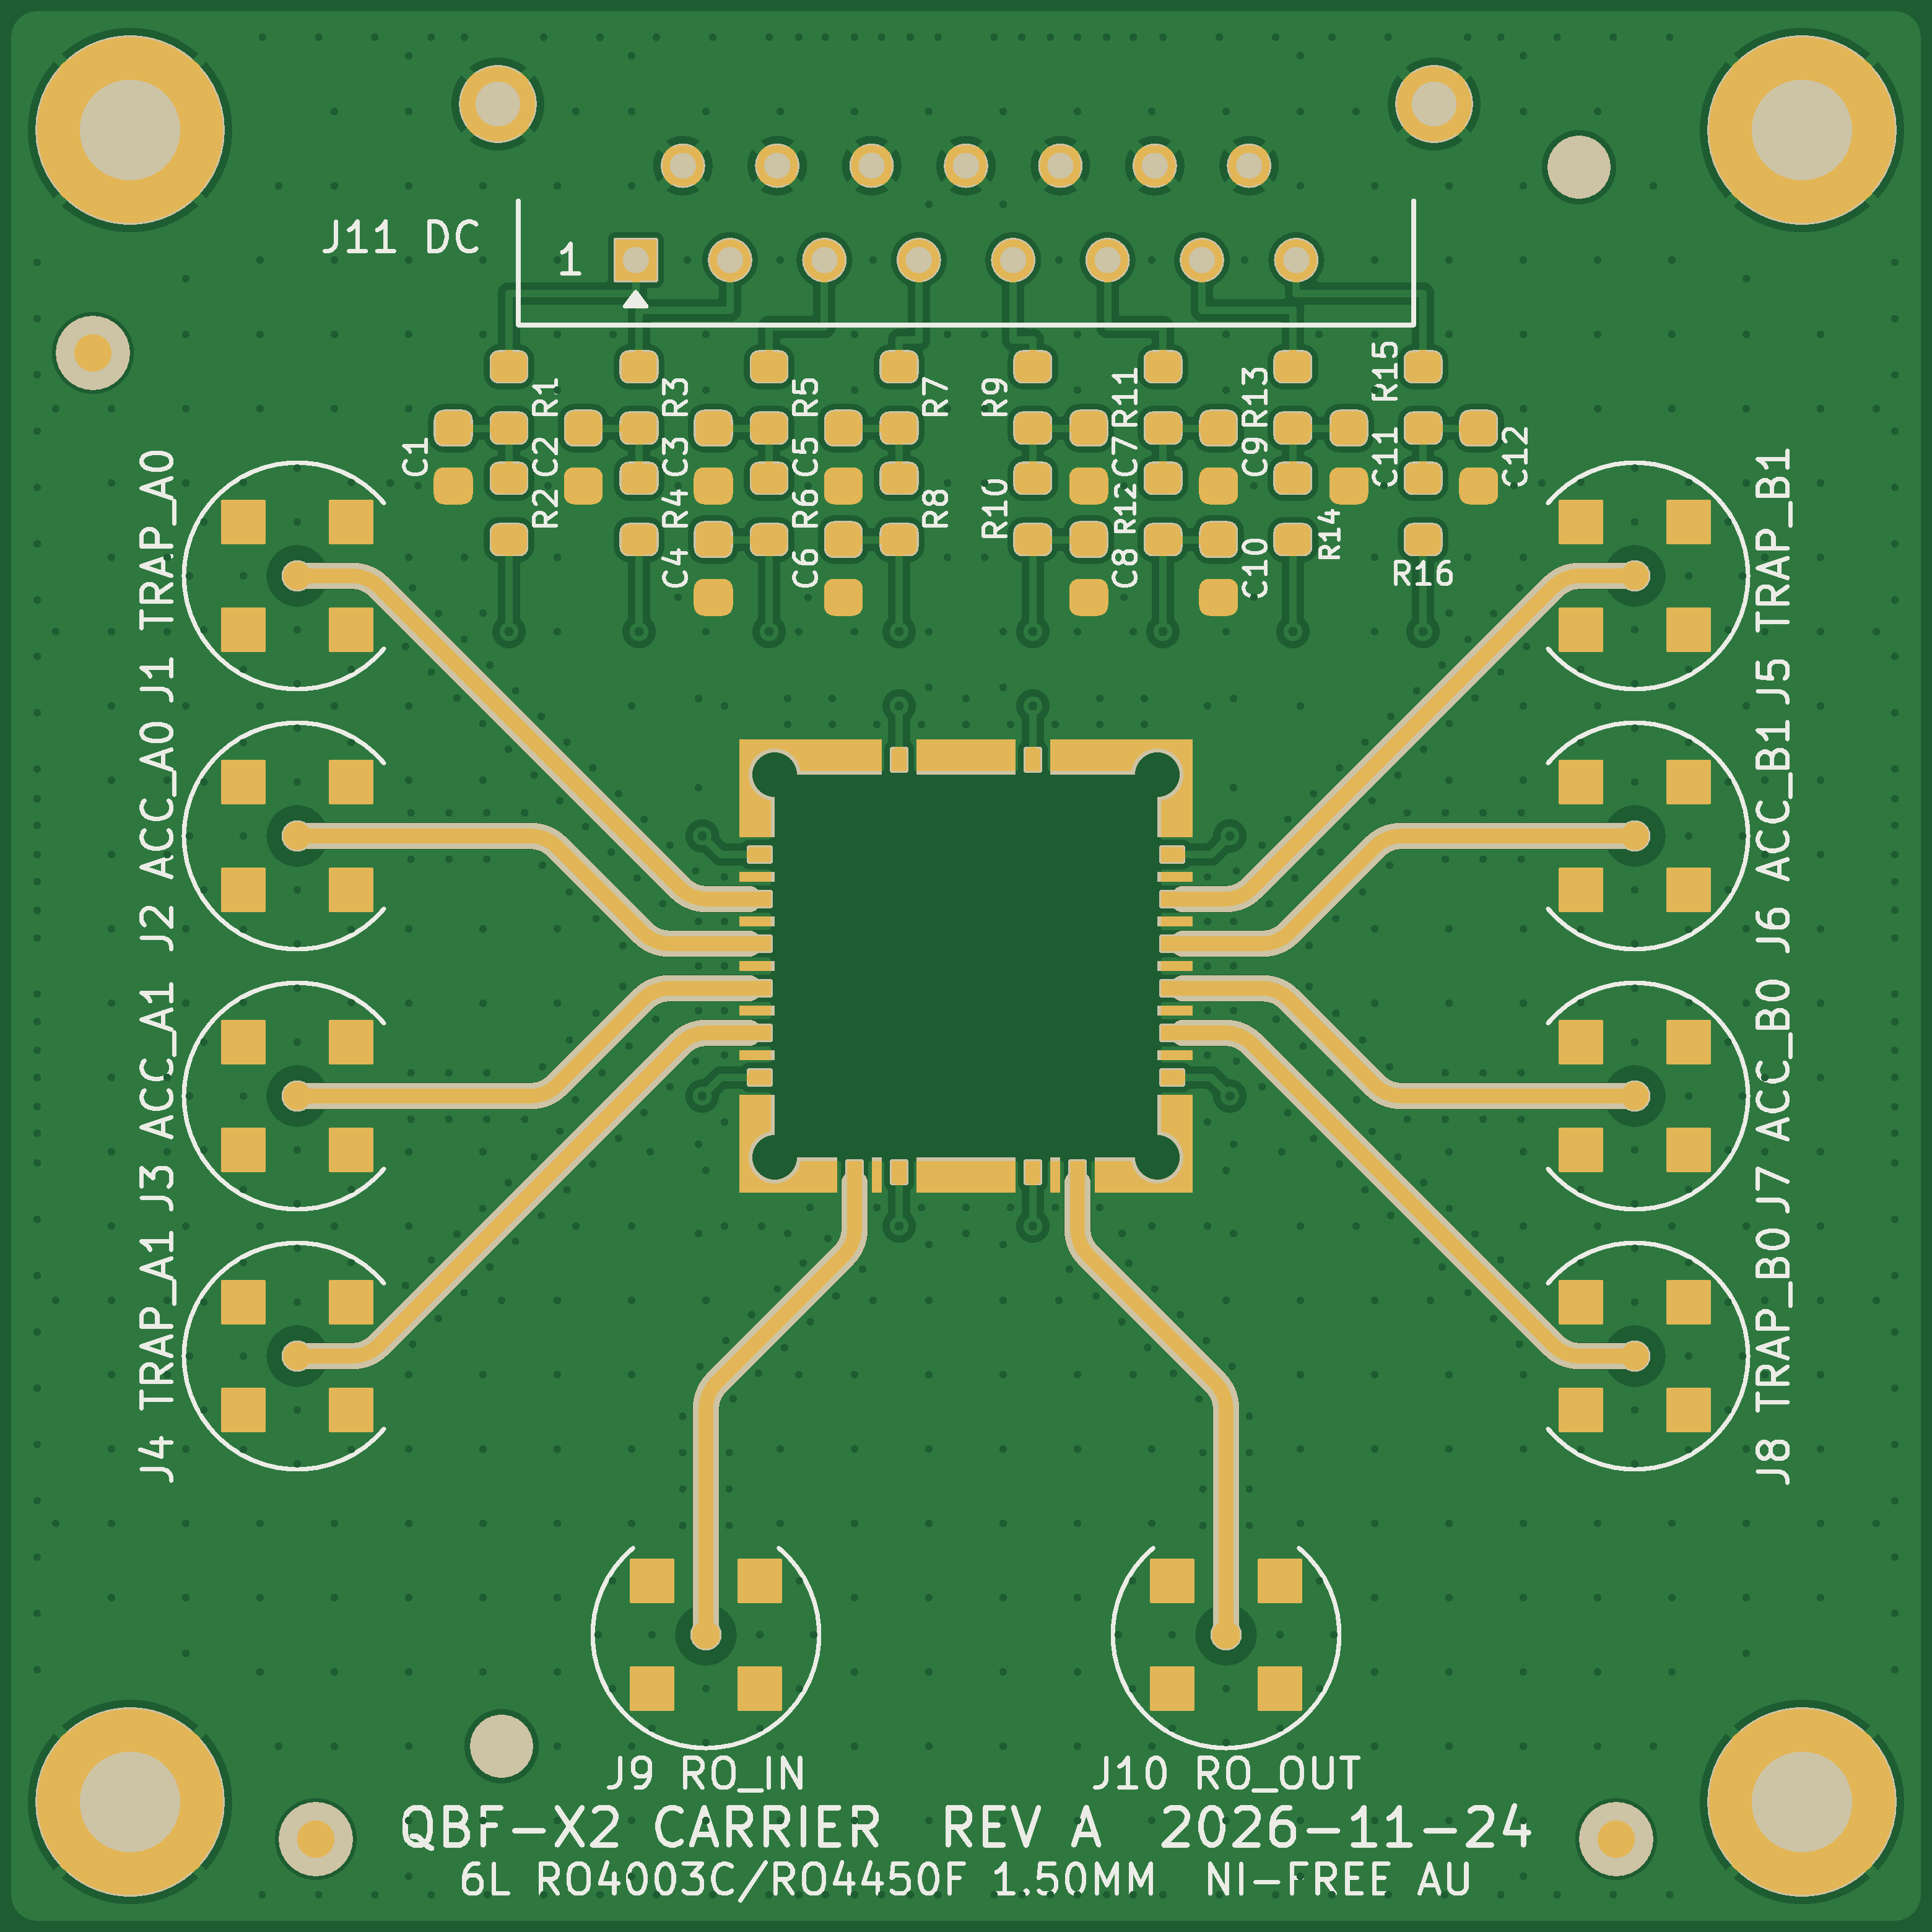 J11 DC
1
R1
R3
R5
R7
R9
R11
R13
R15
C1
C2
C3
C5
C7
C9
C11
C12
R2
R4
R6
R8
R10
R12
R14
R16
C4
C6
C8
C10
J1 TRAP_A0
J2 ACC_A0
J3 ACC_A1
J4 TRAP_A1
J5 TRAP_B1
J6 ACC_B1
J7 ACC_B0
J8 TRAP_B0
J9 RO_IN
J10 RO_OUT
QBF-X2 CARRIER REV A 2026-11-24
6L RO4003C/RO4450F 1.50MM NI-FREE AU